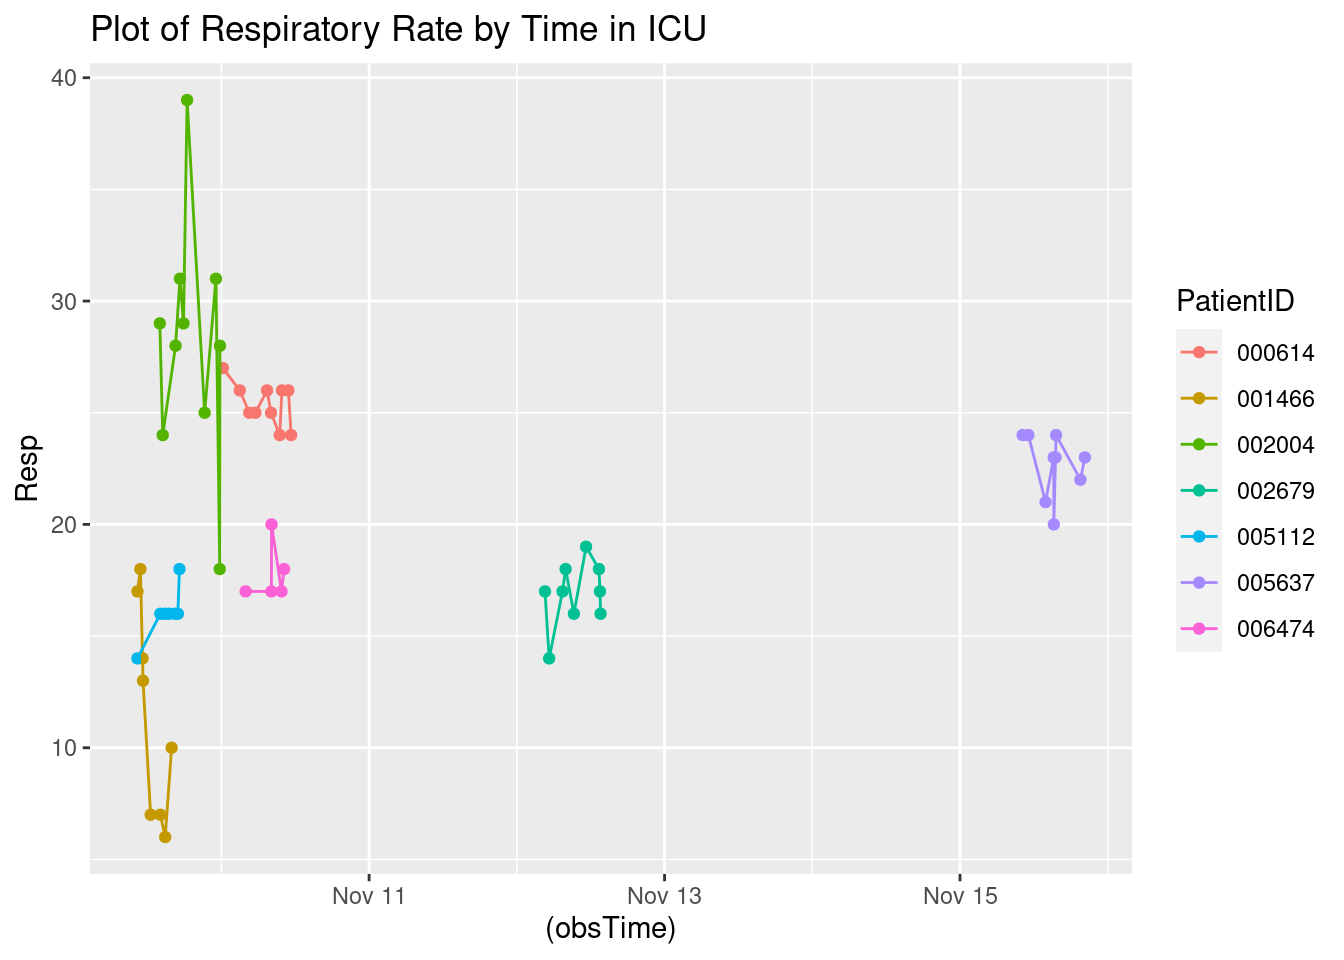 Plot of Respiratory Rate by Time in ICU
40
30
20
10
Resp
Nov 11
Nov 13
Nov 15
(obsTime)
PatientID
000614
001466
002004
002679
005112
005637
006474